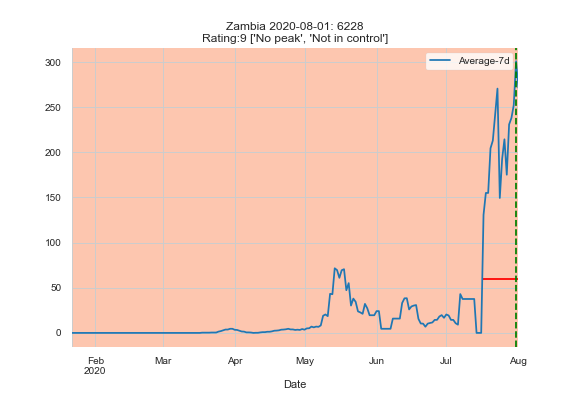 Zambia 2020-08-01: 6228
Rating:9 ['No peak', 'Not in control']
Average-7d
300
250
200
150
100
50
0
Feb
2020
Mar
Apr
May
Jun
Jul
Aug
Date